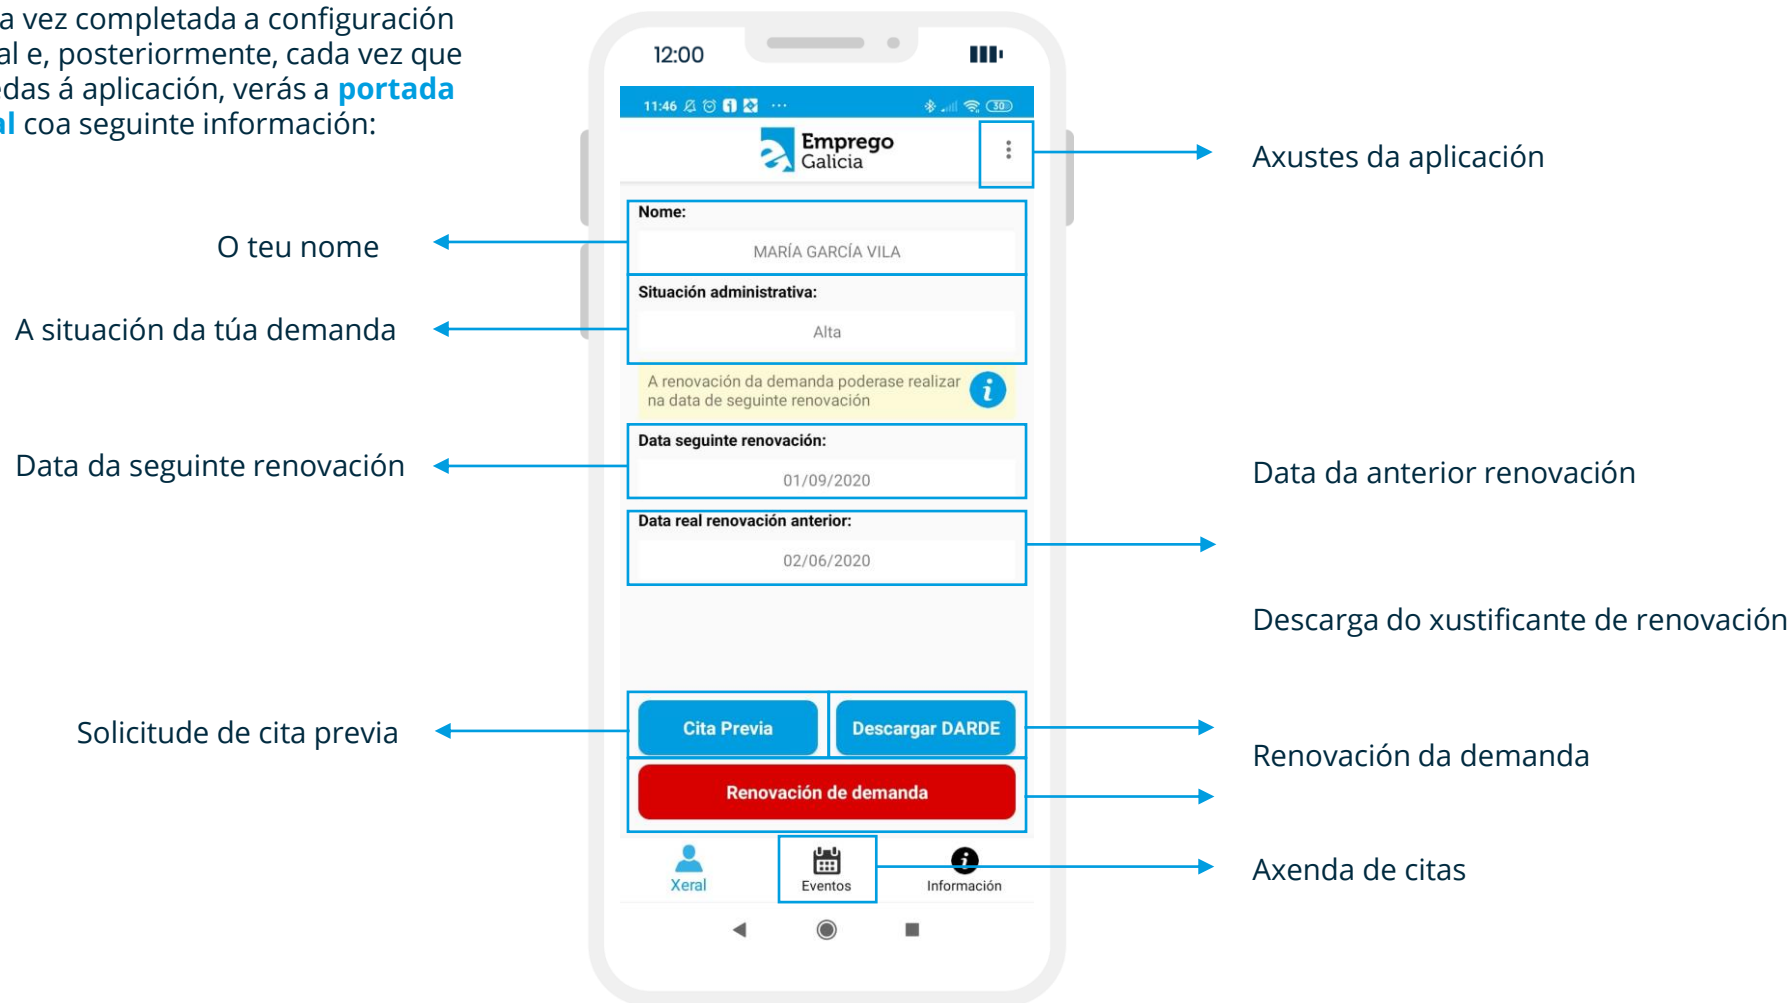 a vez completada a configuración
al e, posteriormente, cada vez que
edas á aplicación, verás a portada
al coa seguinte información:
12:00
11:46
30
Emprego
Galicia
Axustes da aplicación
Nome:
MARÍA GARCÍA VILA
O teu nome
Situación administrativa:
Alta
A situación da túa demanda
A renovación da demanda poderase realizar
na data de seguinte renovación
Data seguinte renovación:
01/09/2020
Data da seguinte renovación
Data da anterior renovación
Data real renovación anterior:
02/06/2020
Descarga do xustificante de renovación
Solicitude de cita previa
Cita Previa
Descargar DARDE
Renovación da demanda
Renovación de demanda
Axenda de citas
Xeral
Eventos
Información